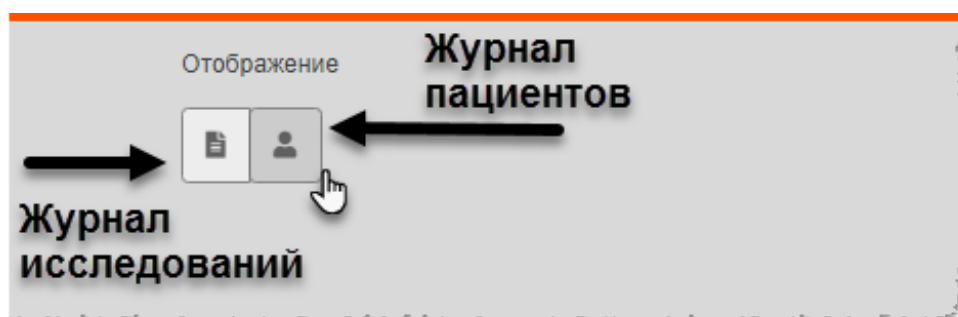 Отображение
Журнал
пациентов
Журнал
исследований